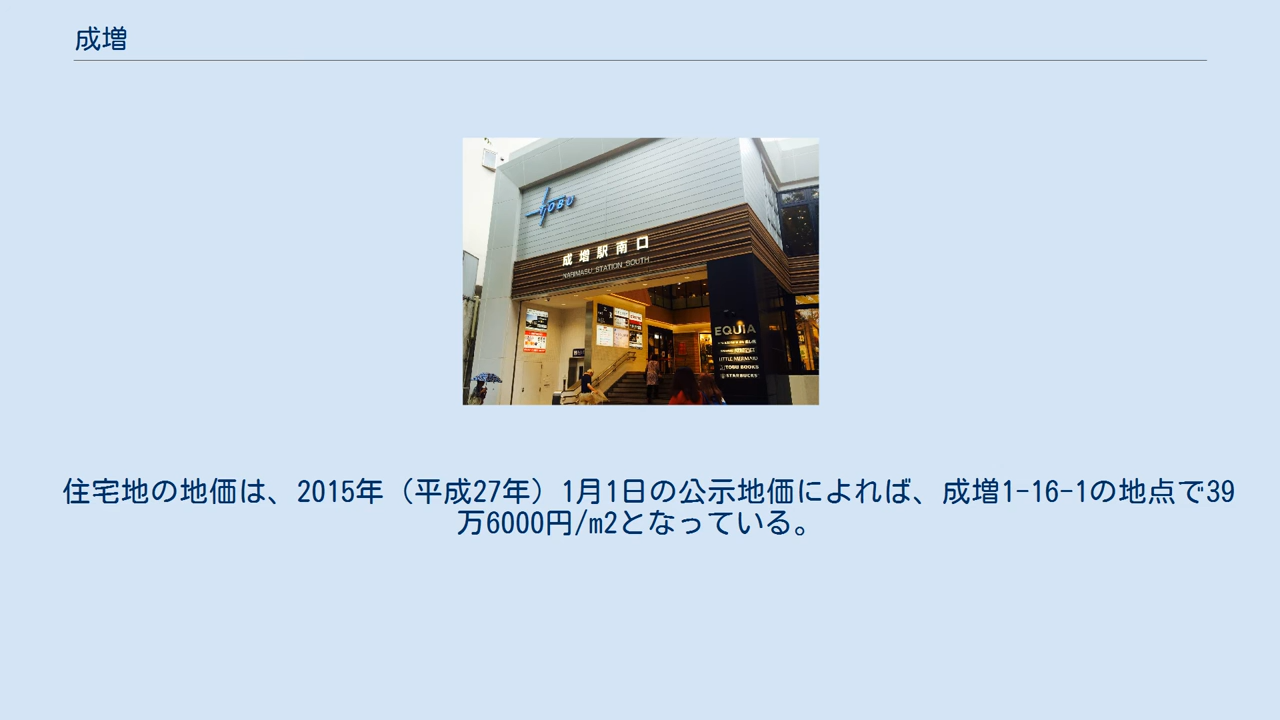 成増
TOBU
成増駅南口
NARIMASU STATION SOUTH
EQUIA
LITTLE MERMAID
TOBU BOOKS
STARBUCKS
住宅地の地価は、2015年（平成27年）1月1日の公示地価によれば、成増1-16-1の地点で39
万6000円/m2となっている。